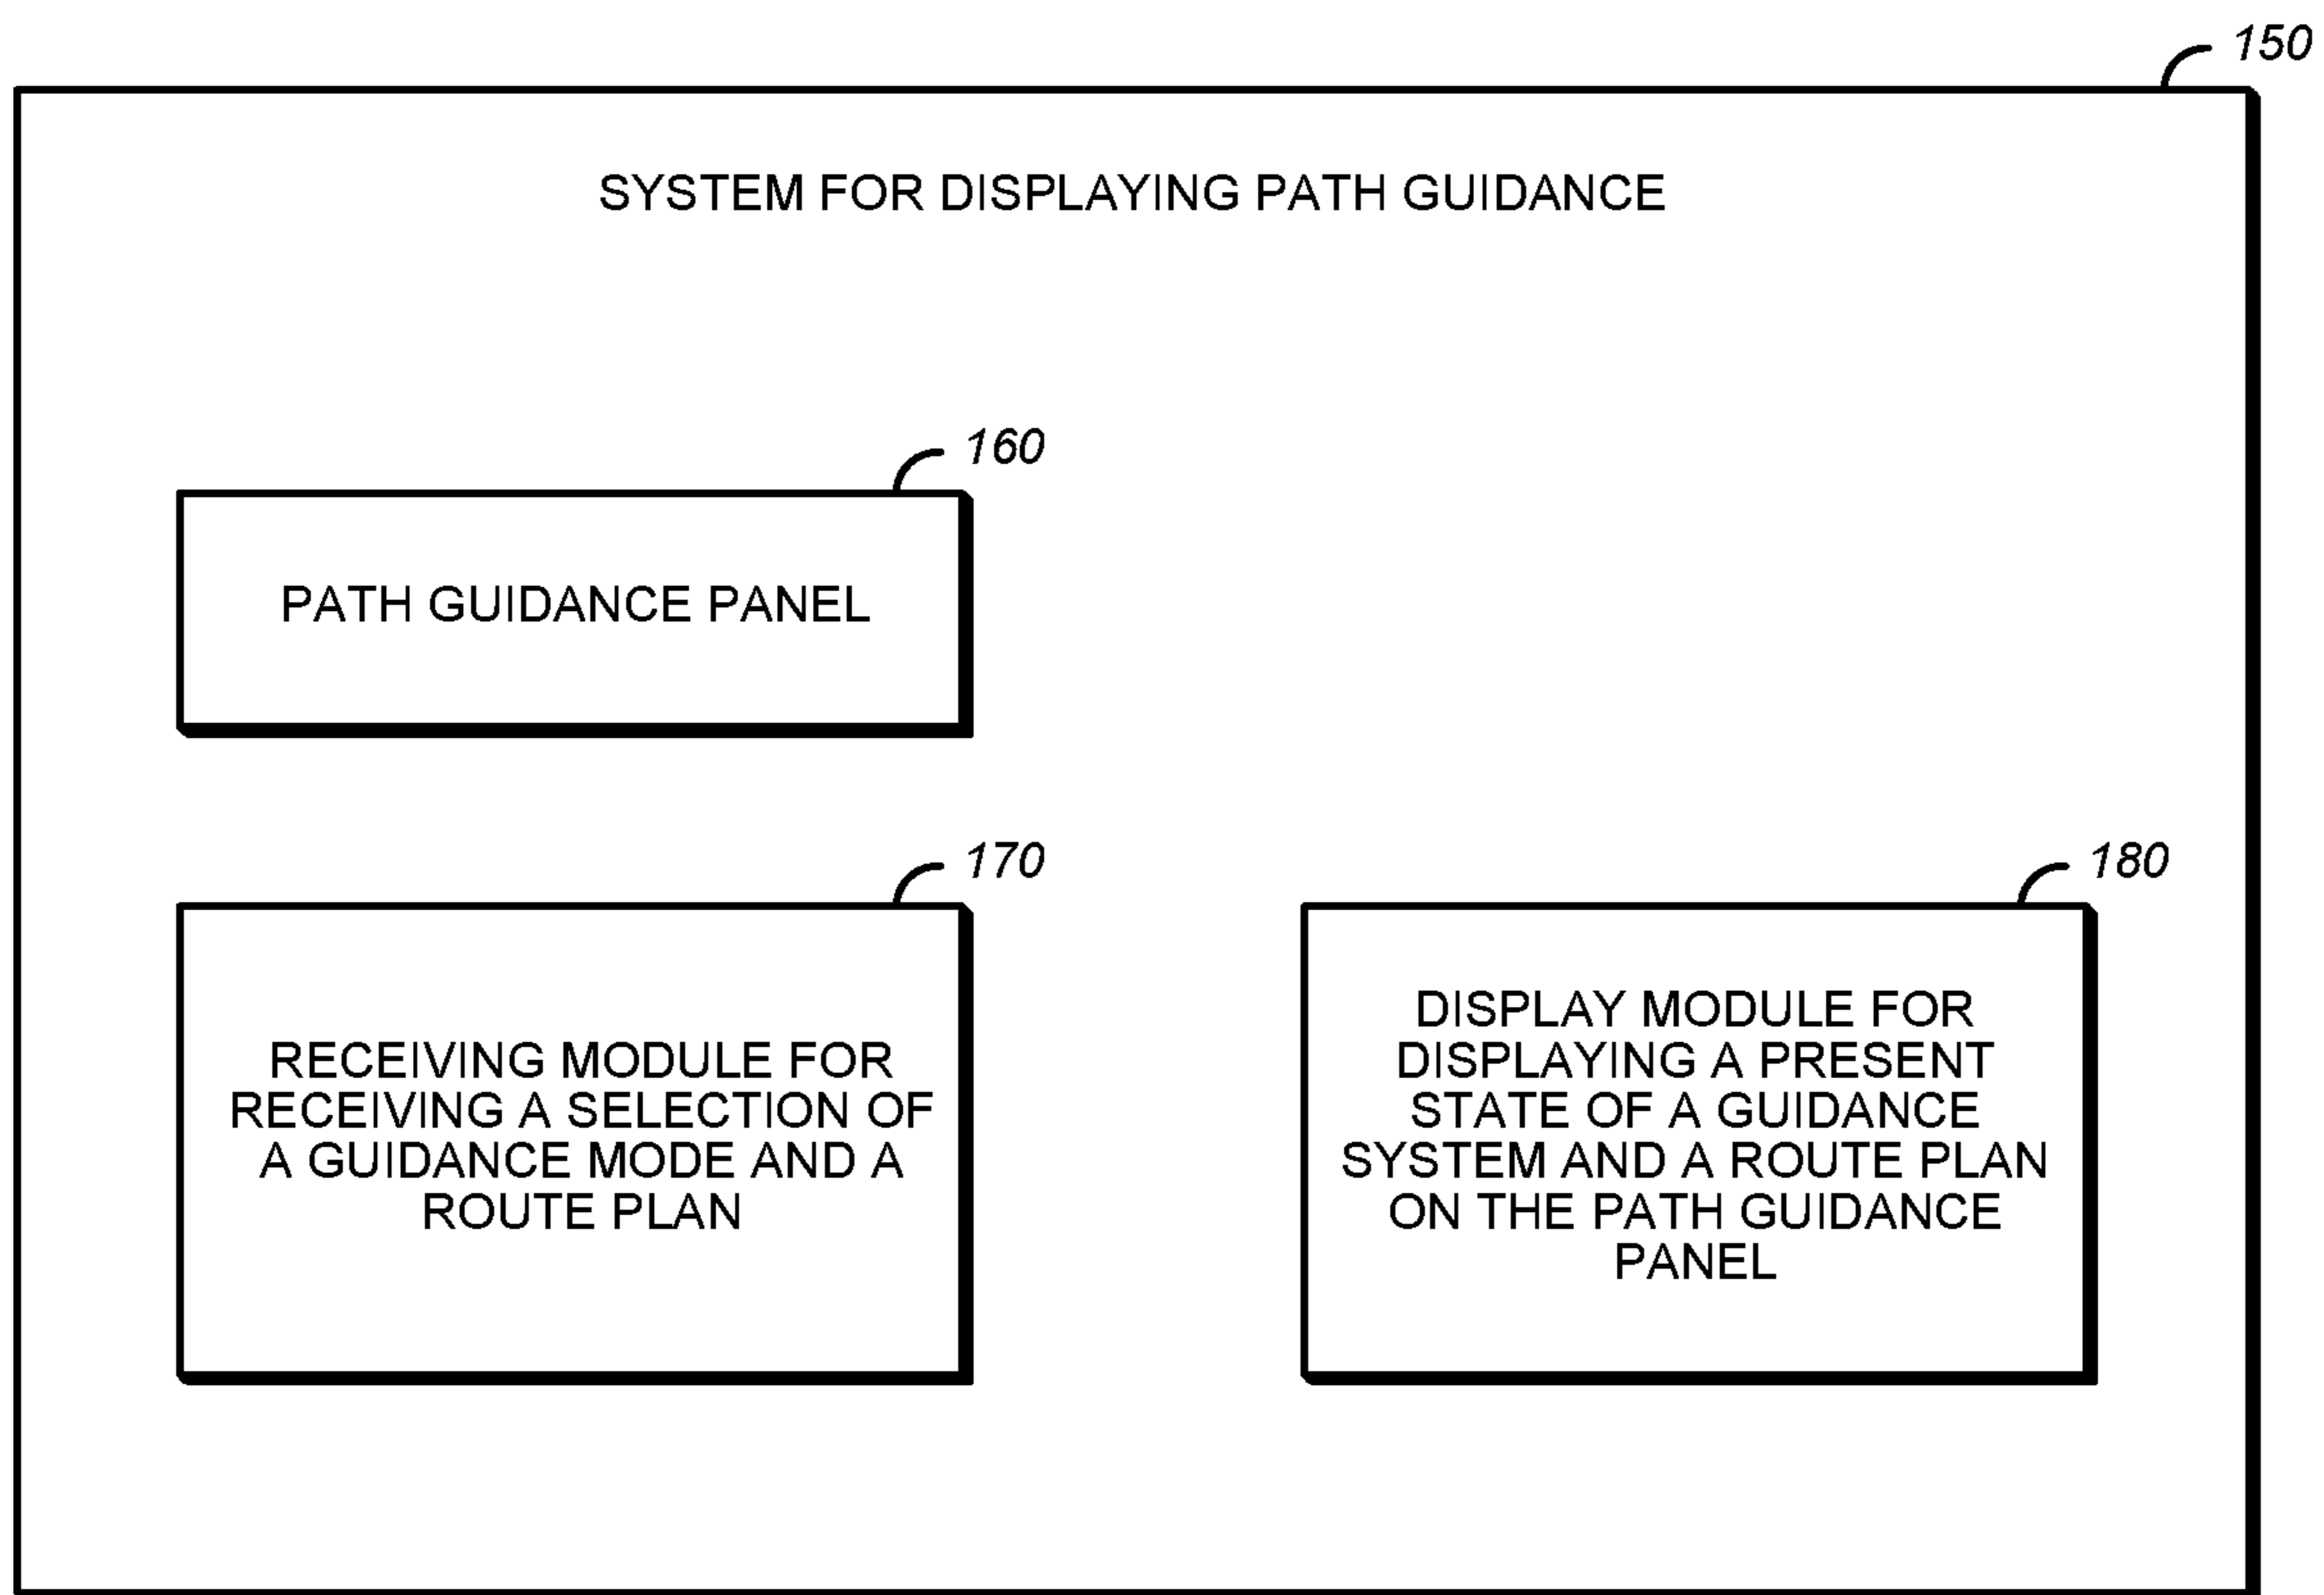 150
SYSTEM FOR DISPLAYING PATH GUIDANCE
160
PATH GUIDANCE PANEL
170
RECEIVING MODULE FOR
RECEIVING A SELECTION OF
A GUIDANCE MODE AND A
ROUTE PLAN
180
DISPLAY MODULE FOR
DISPLAYING A PRESENT
STATE OF A GUIDANCE
SYSTEM AND A ROUTE PLAN
ON THE PATH GUIDANCE
PANEL